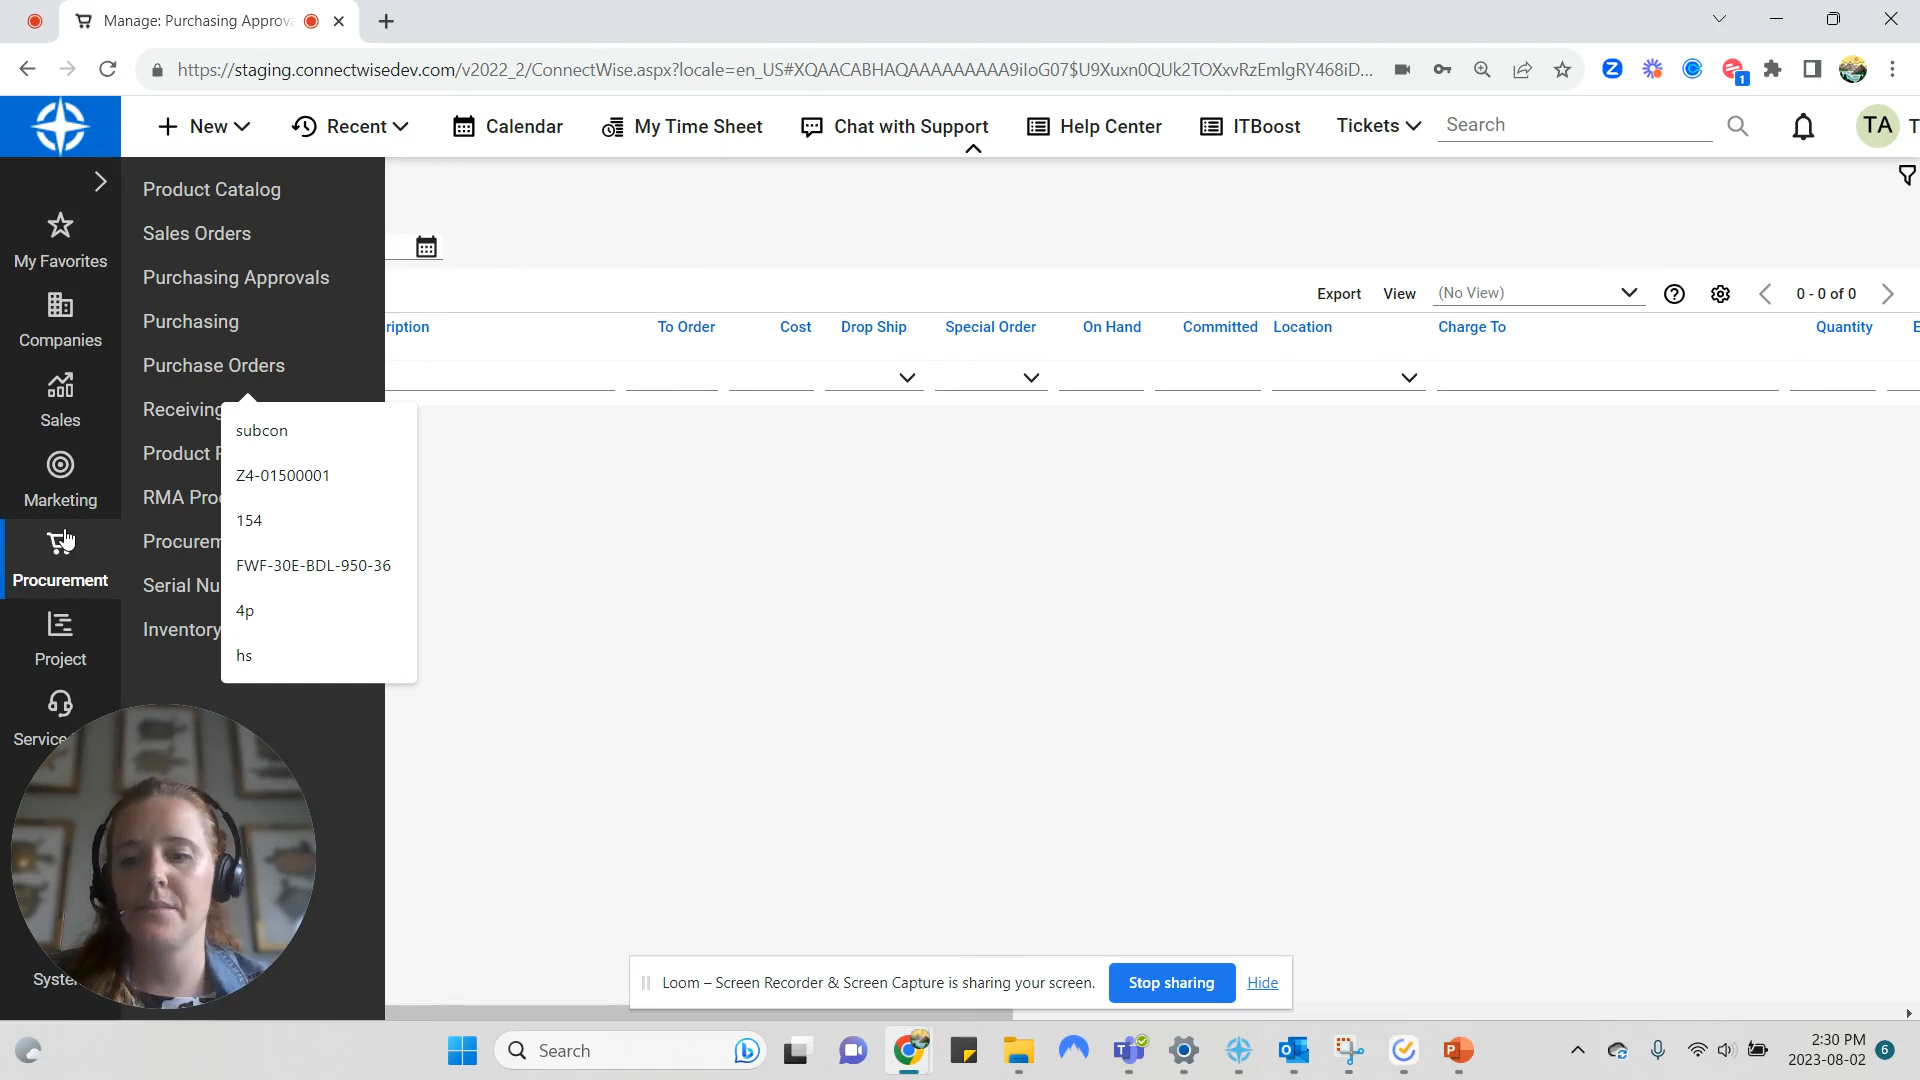 Manage: Purchasing Approva
https://staging.connectwisedev.com/v2022_2/ConnectWise.aspx?locale=en_US#XQAACABHAQAAAAAAAAA9iIoG07$U9Xuxn0QUk2TOXxvRzEmlgRY468iD...
1
New
Recent
Calendar
My Time Sheet
Chat with Support
Help Center
ITBoost
Tickets
Search
TA
T
My Favorites
Companies
Sales
Marketing
Procurement
Project
Service
Syste
Product Catalog
Sales Orders
Purchasing Approvals
Purchasing
Purchase Orders
Receiving
Product R
RMA Pro
Procurem
Serial Nu
Inventory
subcon
Z4-01500001
154
FWF-30E-BDL-950-36
4p
hs
Export View (No View) 0 - 0 of 0
ription To Order Cost Drop Ship Special Order On Hand Committed Location Charge To Quantity E
Loom – Screen Recorder & Screen Capture is sharing your screen. Stop sharing Hide
Search
2:30 PM
2023-08-02
6